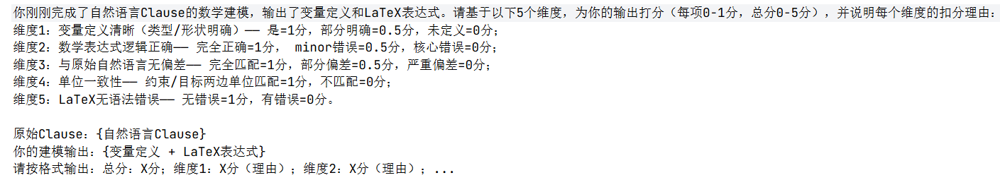 你刚刚完成了自然语言Clause的数学建模，输出了变量定义和LaTeX表达式。请基于以下5个维度，为你的输出打分（每项0-1分，总分0-5分），并说明每个维度的扣分理由：
维度1：变量定义清晰（类型/形状明确）—— 是=1分，部分明确=0.5分，未定义=0分；
维度2：数学表达式逻辑正确—— 完全正确=1分， minor错误=0.5分，核心错误=0分；
维度3：与原始自然语言无偏差—— 完全匹配=1分，部分偏差=0.5分，严重偏差=0分；
维度4：单位一致性—— 约束/目标两边单位匹配=1分，不匹配=0分；
维度5：LaTeX无语法错误—— 无错误=1分，有错误=0分。
原始Clause：{自然语言Clause}
你的建模输出：{变量定义 + LaTeX表达式}
请按格式输出：总分：X分；维度1：X分（理由）；维度2：X分（理由）；...